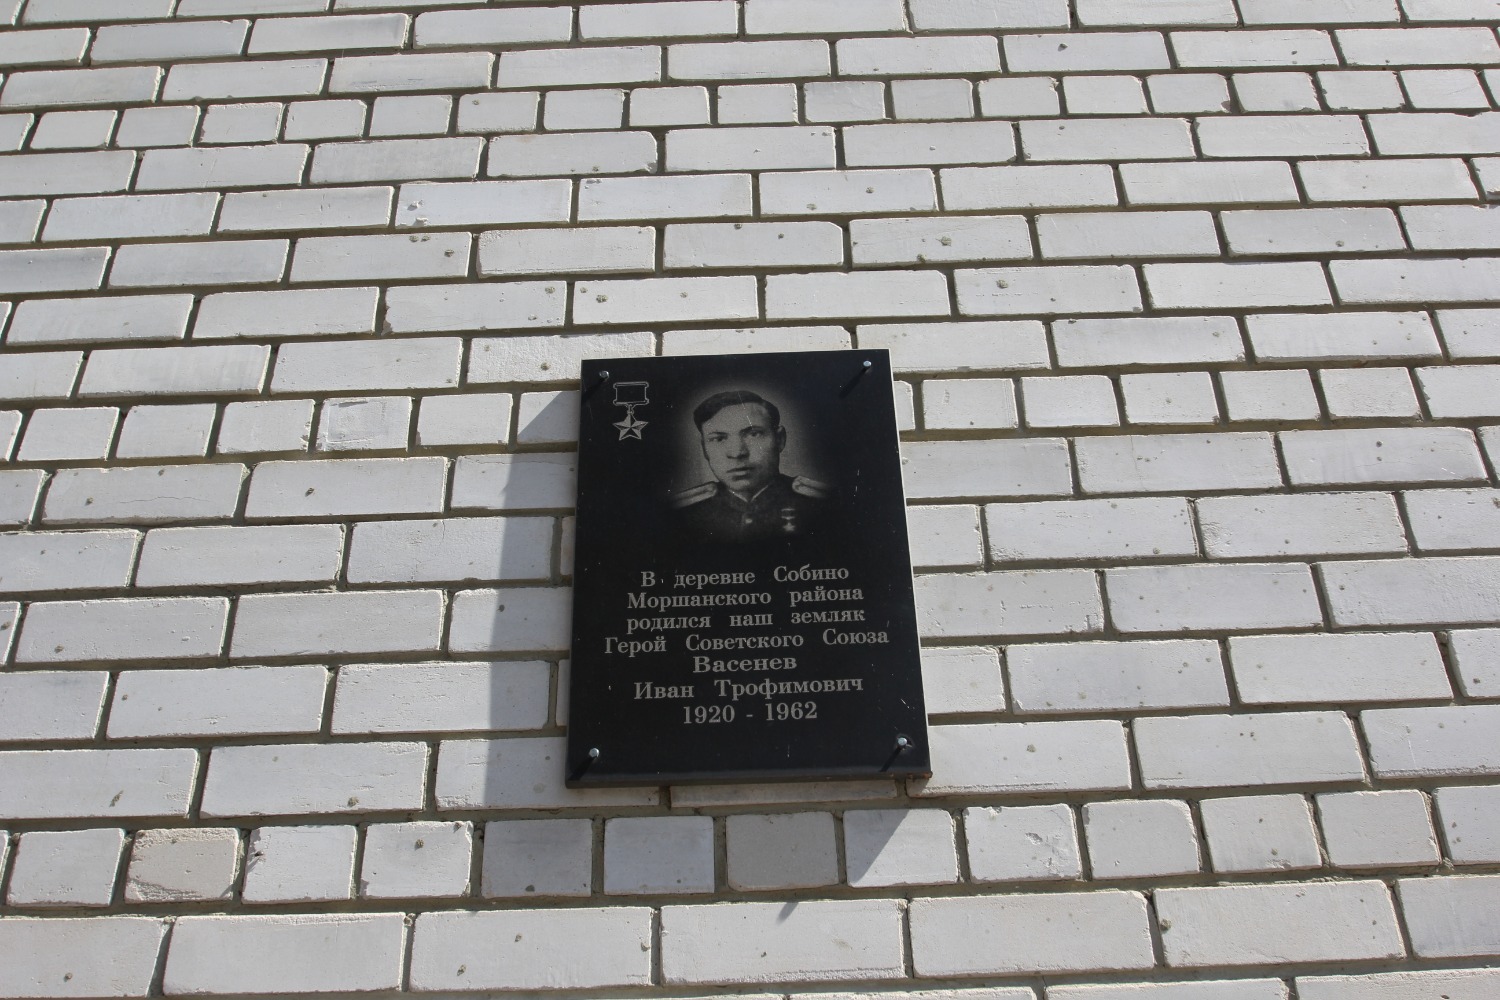 В деревне Собино
Моршанского района
родился наш земляк
Герой Советского Союза
Васенев
Иван Трофимович
1920 - 1962